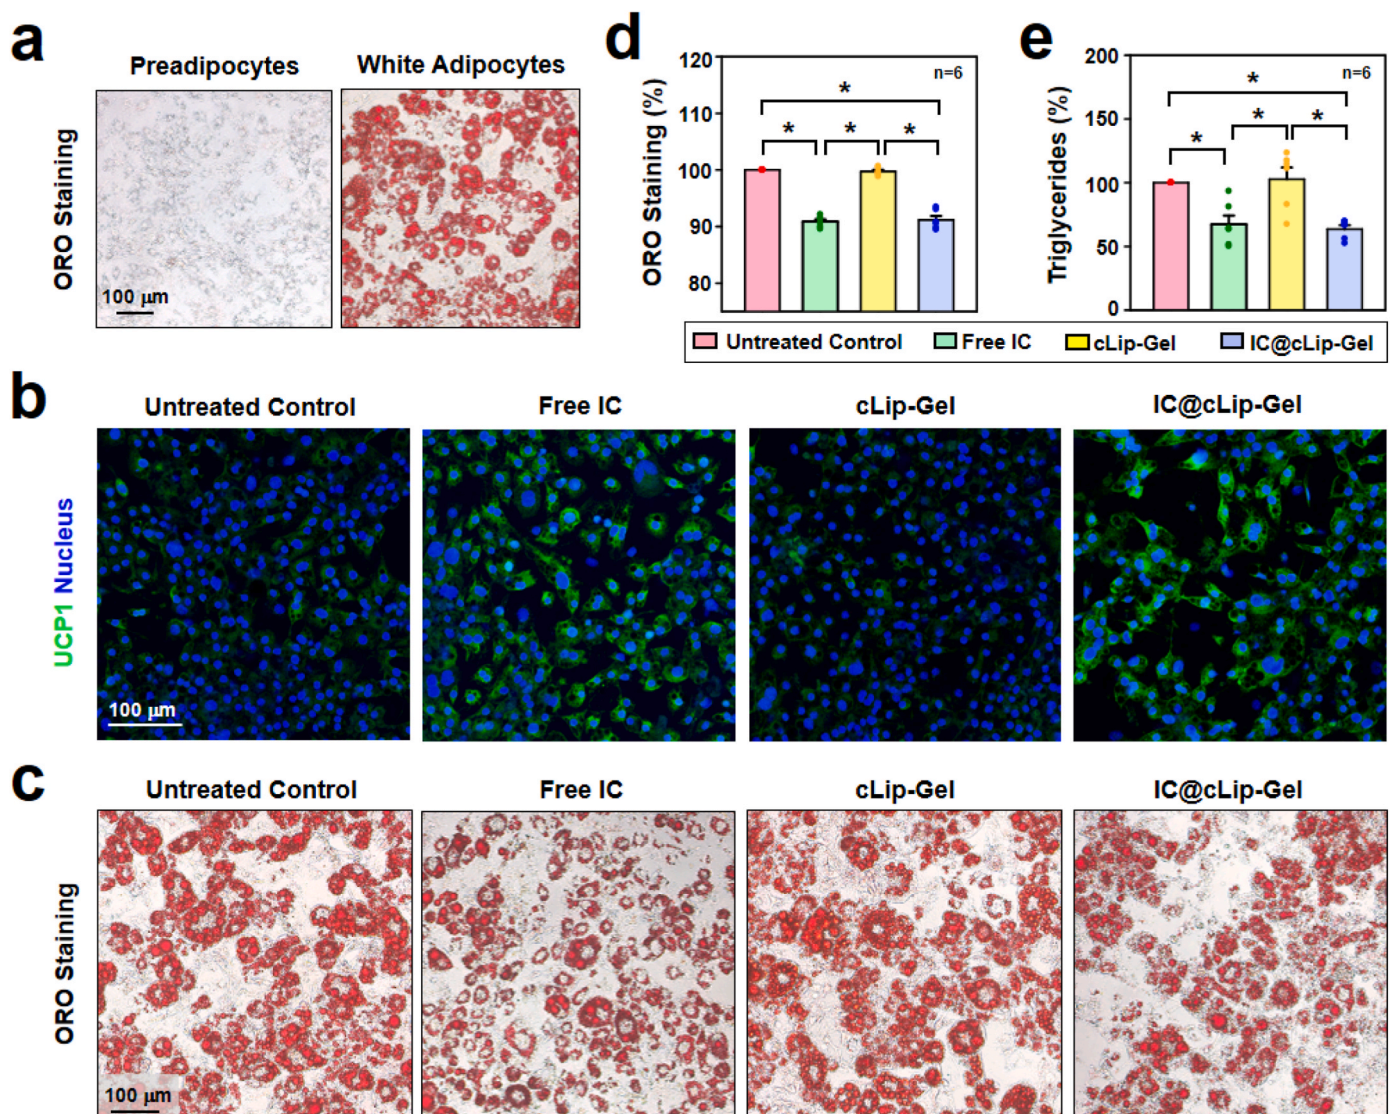 a
Preadipocytes
White Adipocytes
ORO Staining
100 µm
d
120
110
100
90
80
ORO Staining (%)
n=6
*
* * *
e
200
150
100
50
0
Triglycerides (%)
n=6
*
* * *
Untreated Control Free IC cLip-Gel IC@cLip-Gel
b
Untreated Control Free IC cLip-Gel IC@cLip-Gel
UCP1 Nucleus
100 µm
c
Untreated Control Free IC cLip-Gel IC@cLip-Gel
ORO Staining
100 µm